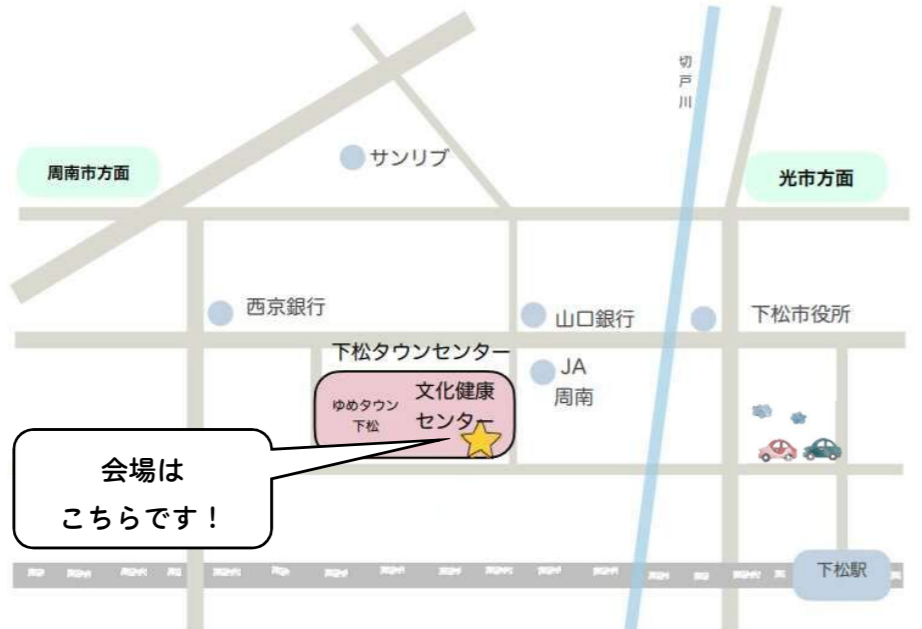 切戸川
サンリブ
周南市方面
光市方面
西京銀行
山口銀行
下松市役所
下松タウンセンター
JA
周南
文化健康
センター
ゆめタウン
下松
会場は
こちらです！
下松駅